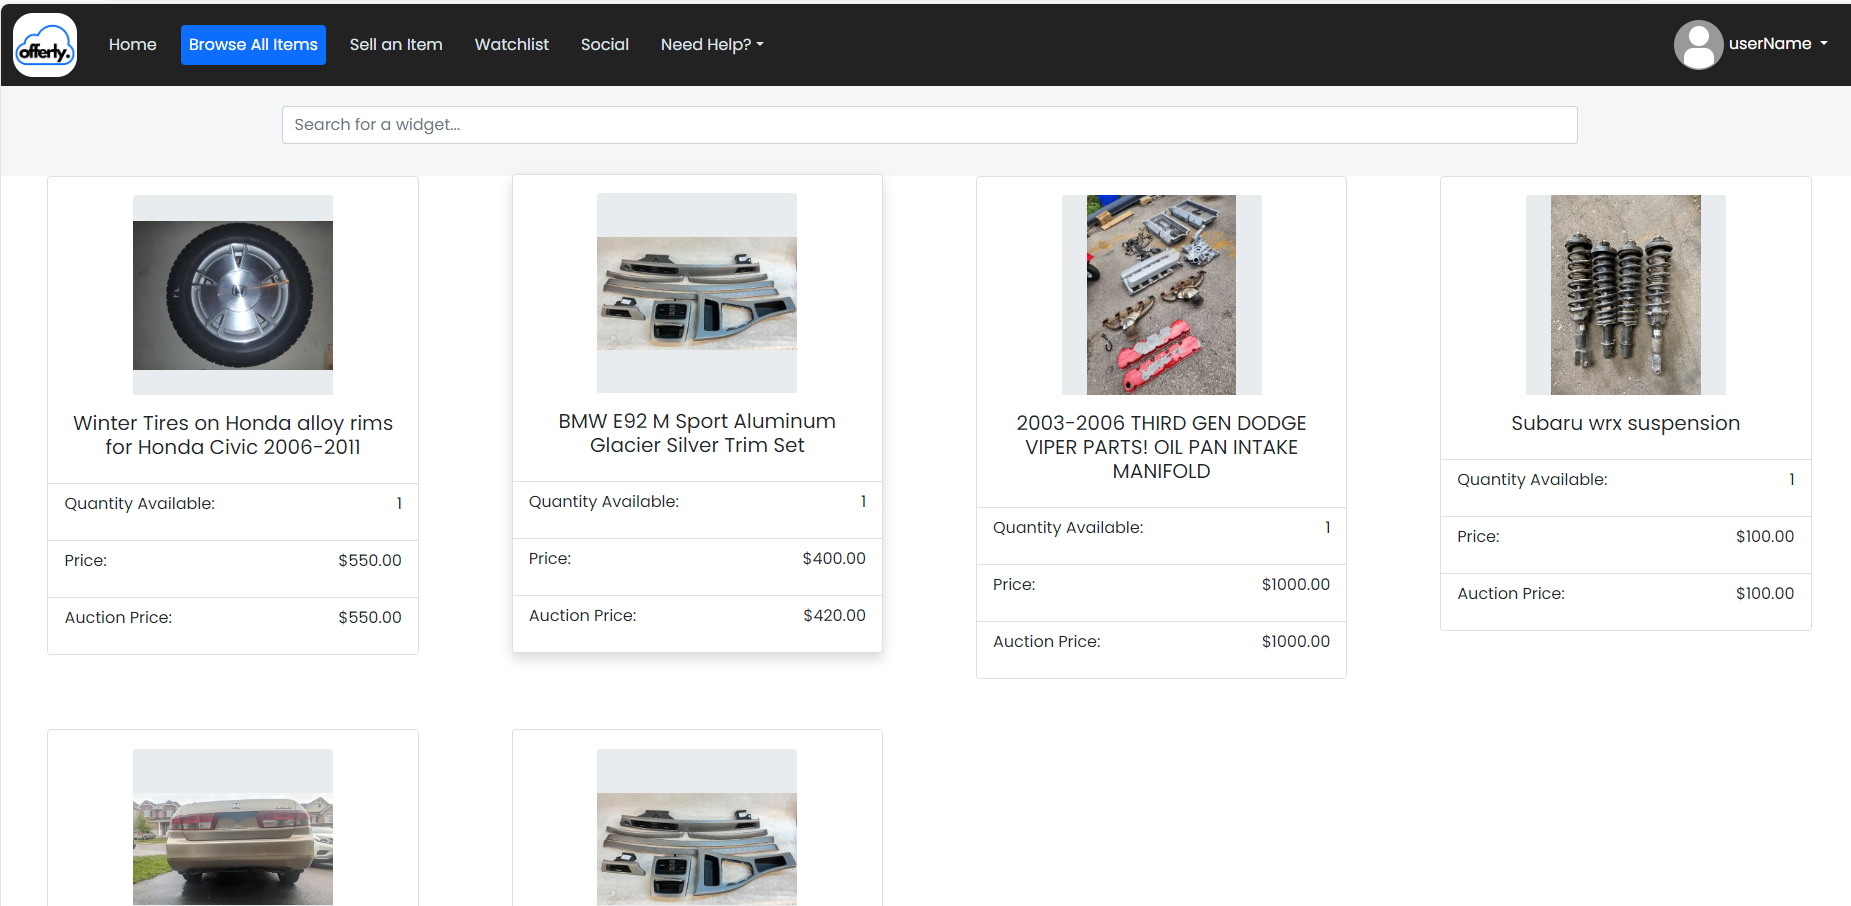 offerly.
Home
Browse All Items
Sell an Item
Watchlist
Social
Need Help?
userName
Search for a widget...
Winter Tires on Honda alloy rims
for Honda Civic 2006-2011
Quantity Available: 1
Price: $550.00
Auction Price: $550.00
BMW E92 M Sport Aluminum
Glacier Silver Trim Set
Quantity Available: 1
Price: $400.00
Auction Price: $420.00
2003-2006 THIRD GEN DODGE
VIPER PARTS! OIL PAN INTAKE
MANIFOLD
Quantity Available: 1
Price: $1000.00
Auction Price: $1000.00
Subaru wrx suspension
Quantity Available: 1
Price: $100.00
Auction Price: $100.00